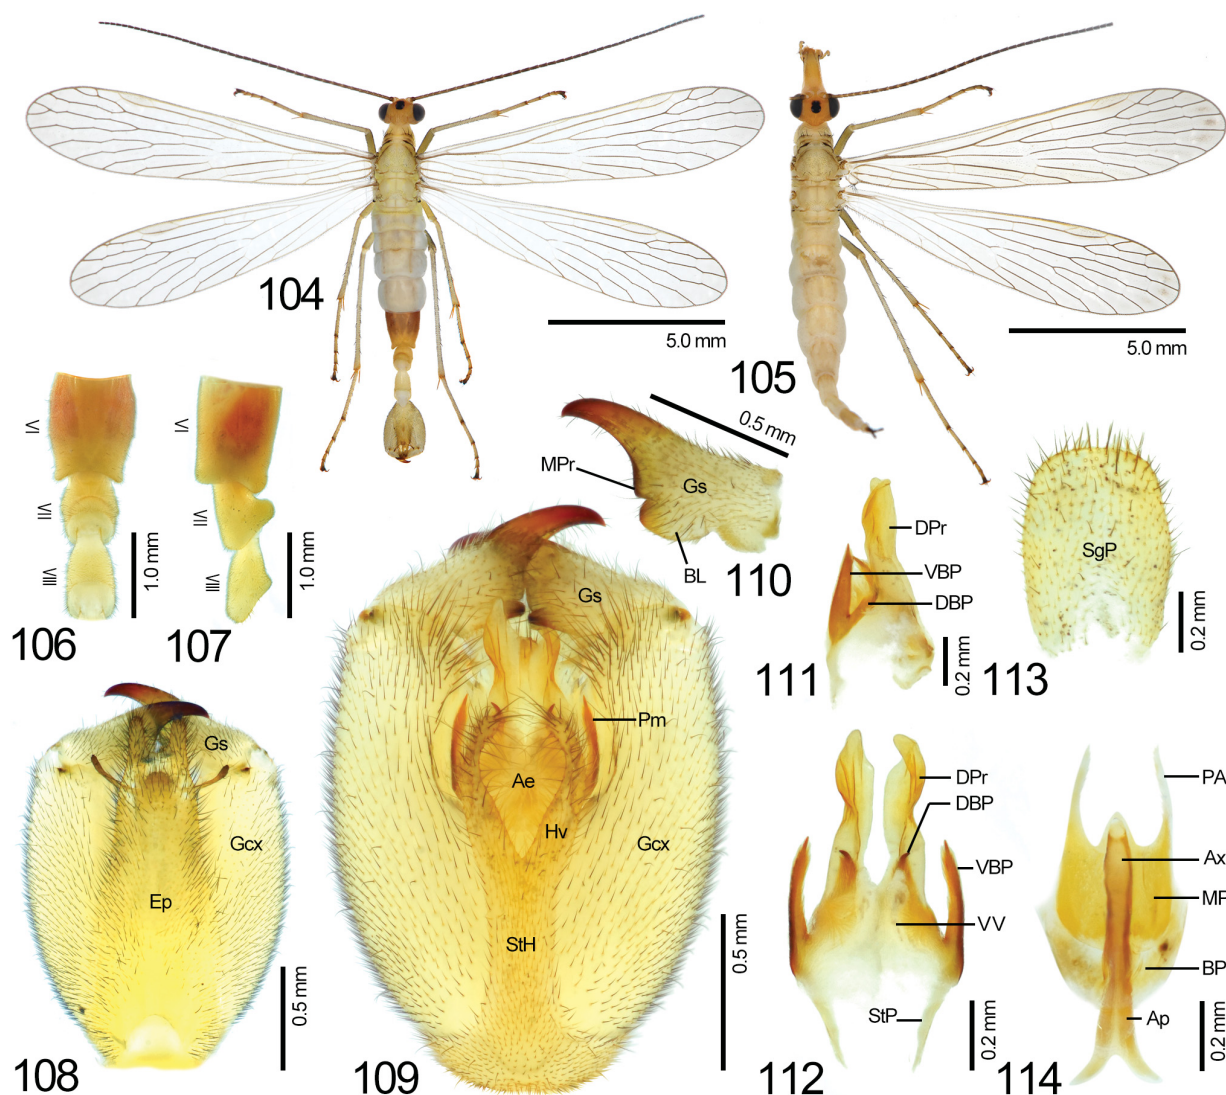 104
5.0 mm
105
5.0 mm
VI
VII
VIII
1.0 mm
106
VI
VII
VIII
1.0 mm
107
0.5 mm
MPr
Gs
BL
110
DPr
VBP
DBP
0.2 mm
111
SgP
0.2 mm
113
Gs
Gcx
Ep
0.5 mm
108
Gs
Pm
Ae
Hv
Gcx
StH
0.5 mm
109
DPr
DBP
VBP
VV
StP
0.2 mm
112
PA
Ax
MP
BP
Ap
0.2 mm
114